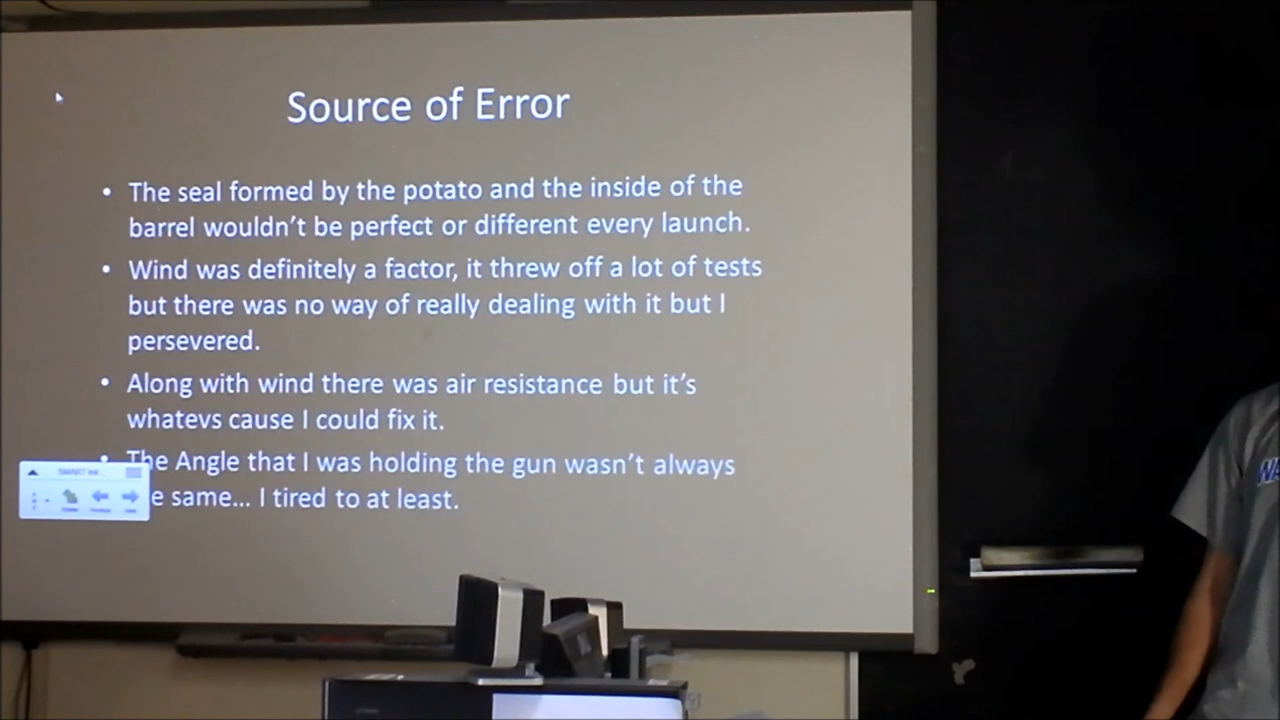 Source of Error
• The seal formed by the potato and the inside of the
barrel wouldn't be perfect or different every launch.
• Wind was definitely a factor, it threw off a lot of tests
but there was no way of really dealing with it but I
persevered.
• Along with wind there was air resistance but it's
whatevs cause I could fix it.
• The Angle that I was holding the gun wasn't always
e same... I tired to at least.